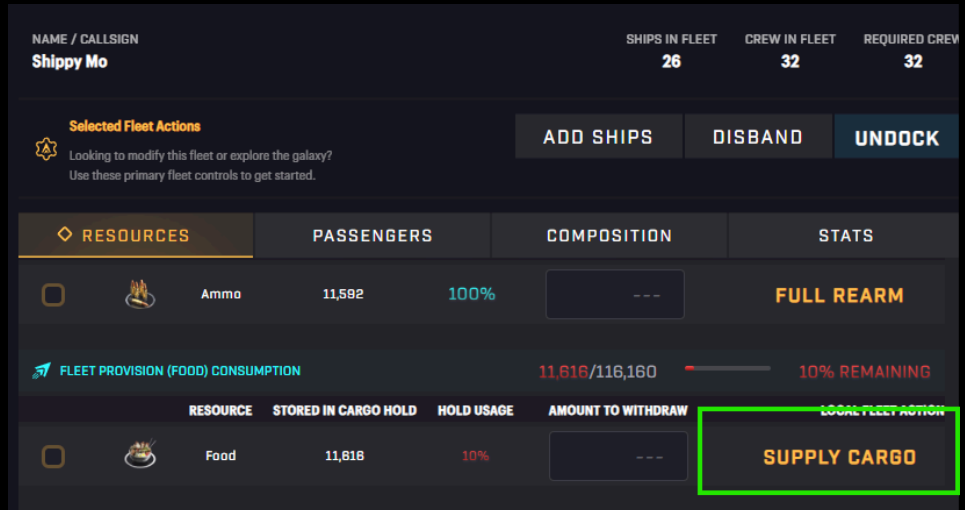 NAME / CALLSIGN SHIPS IN FLEET CREW IN FLEET REQUIRED CREW
Shippy Mo 26 32 32
Selected Fleet Actions
Looking to modify this fleet or explore the galaxy?
Use these primary fleet controls to get started.
ADD SHIPS DISBAND UNDOCK
RESOURCES PASSENGERS COMPOSITION STATS
Ammo 11,592 100% --- FULL REARM
FLEET PROVISION (FOOD) CONSUMPTION 11,616/116,160 10% REMAINING
RESOURCE STORED IN CARGO HOLD HOLD USAGE AMOUNT TO WITHDRAW LOCAL FLEET ACTION
Food 11,616 10% --- SUPPLY CARGO